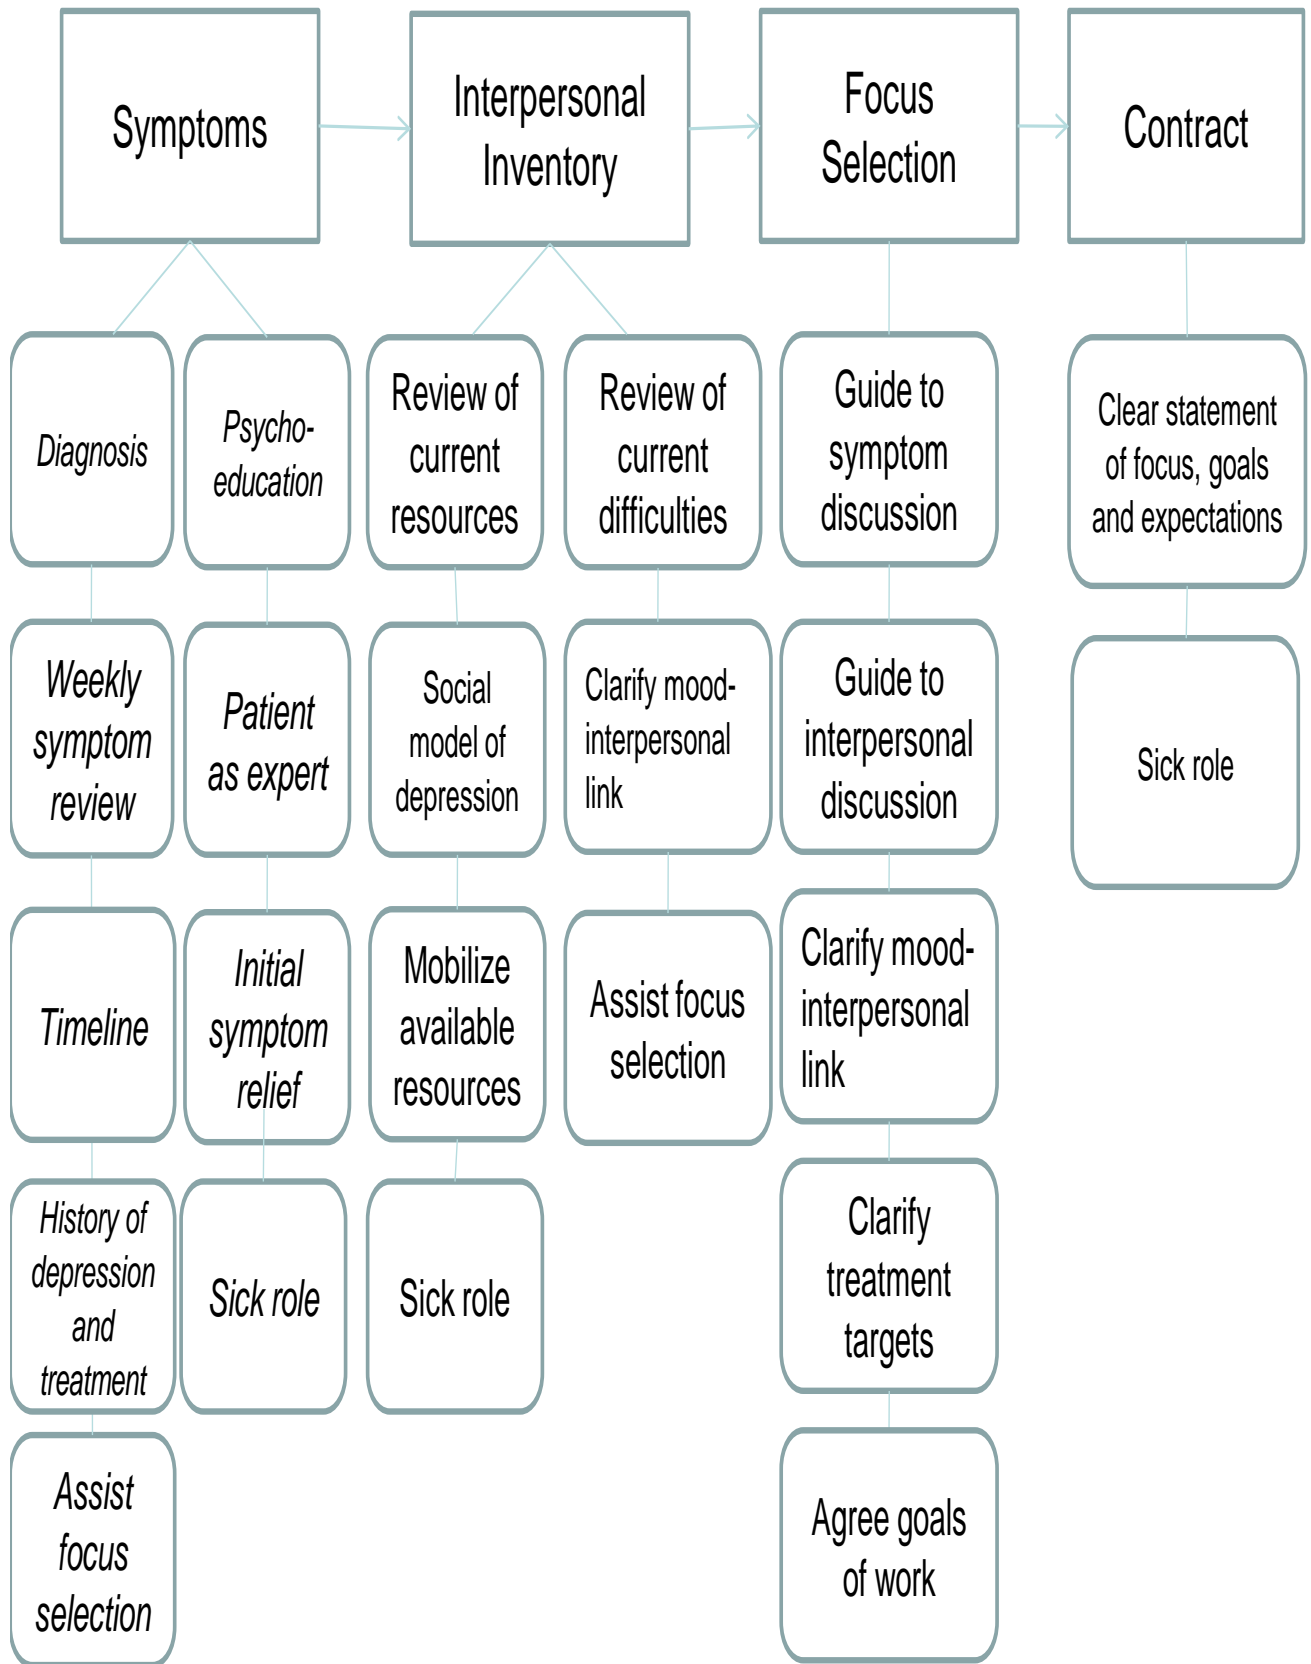 Symptoms
Interpersonal
Inventory
Focus
Selection
Contract
Diagnosis
Psycho-
education
Review of
current
resources
Review of
current
difficulties
Guide to
symptom
discussion
Clear statement
of focus, goals
and expectations
Weekly
symptom
review
Patient
as expert
Social
model of
depression
Clarify mood-
interpersonal
link
Guide to
interpersonal
discussion
Sick role
Timeline
Initial
symptom
relief
Mobilize
available
resources
Assist focus
selection
Clarify mood-
interpersonal
link
History of
depression
and
treatment
Sick role
Sick role
Clarify
treatment
targets
Assist
focus
selection
Agree goals
of work